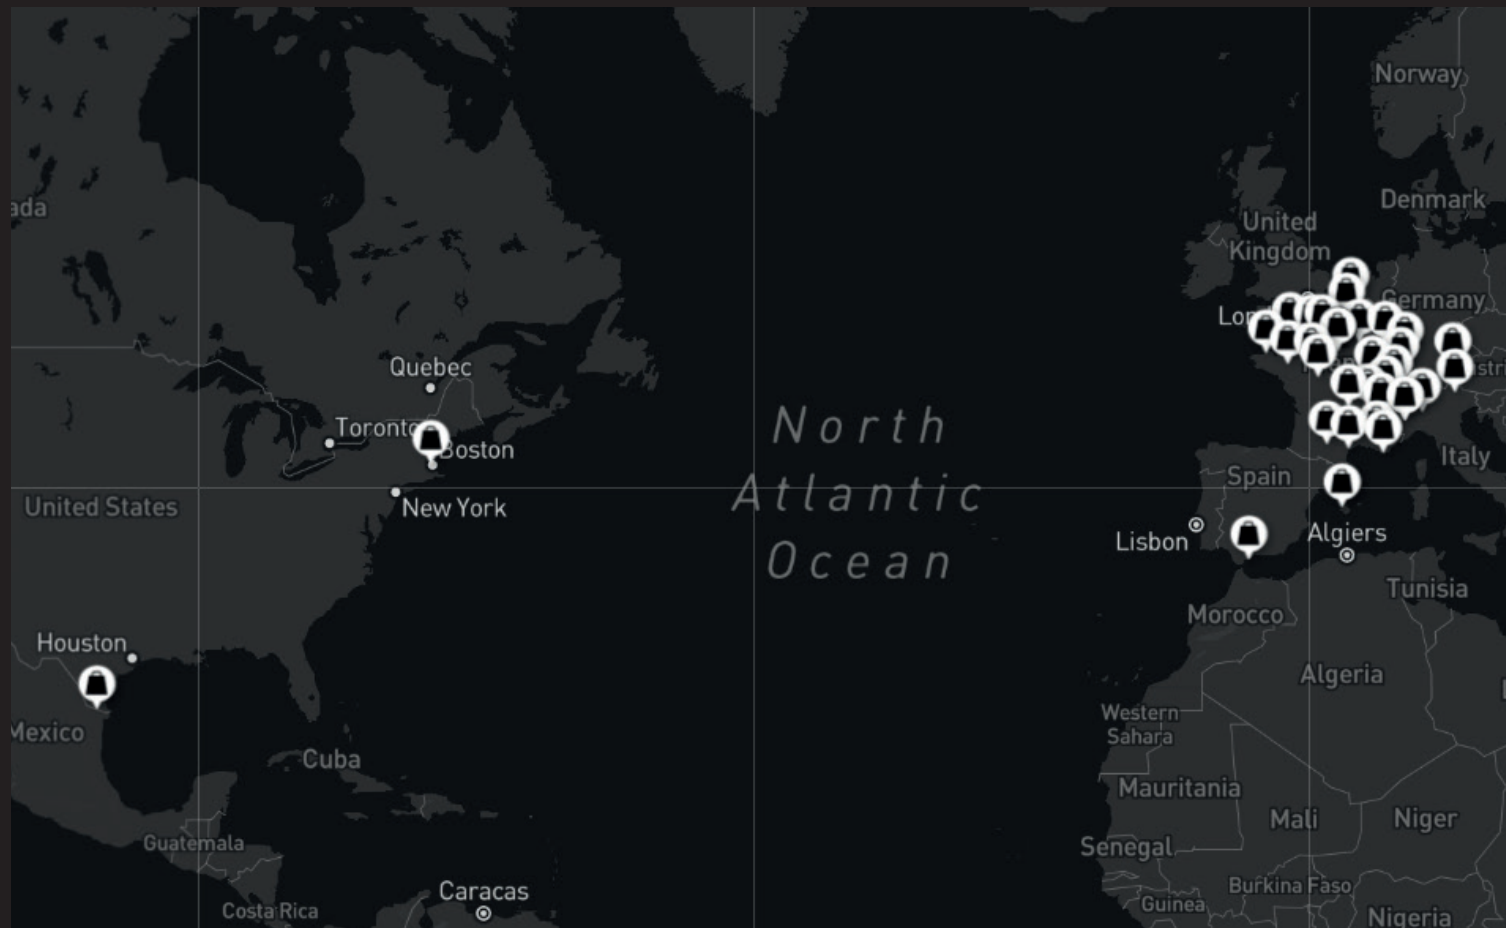 Norway
Denmark
ada
United
Kingdom
Germany
Lon
Quebec
Toronto
Boston
North
Atlantic
Ocean
Italy
Spain
United States
New York
Lisbon
Algiers
Tunisia
Morocco
Houston
Algeria
Mexico
Western
Sahara
Cuba
Mauritania
Mali
Niger
Guatemala
Senegal
Caracas
Burkina Faso
Costa Rica
Guinea
Nigeria